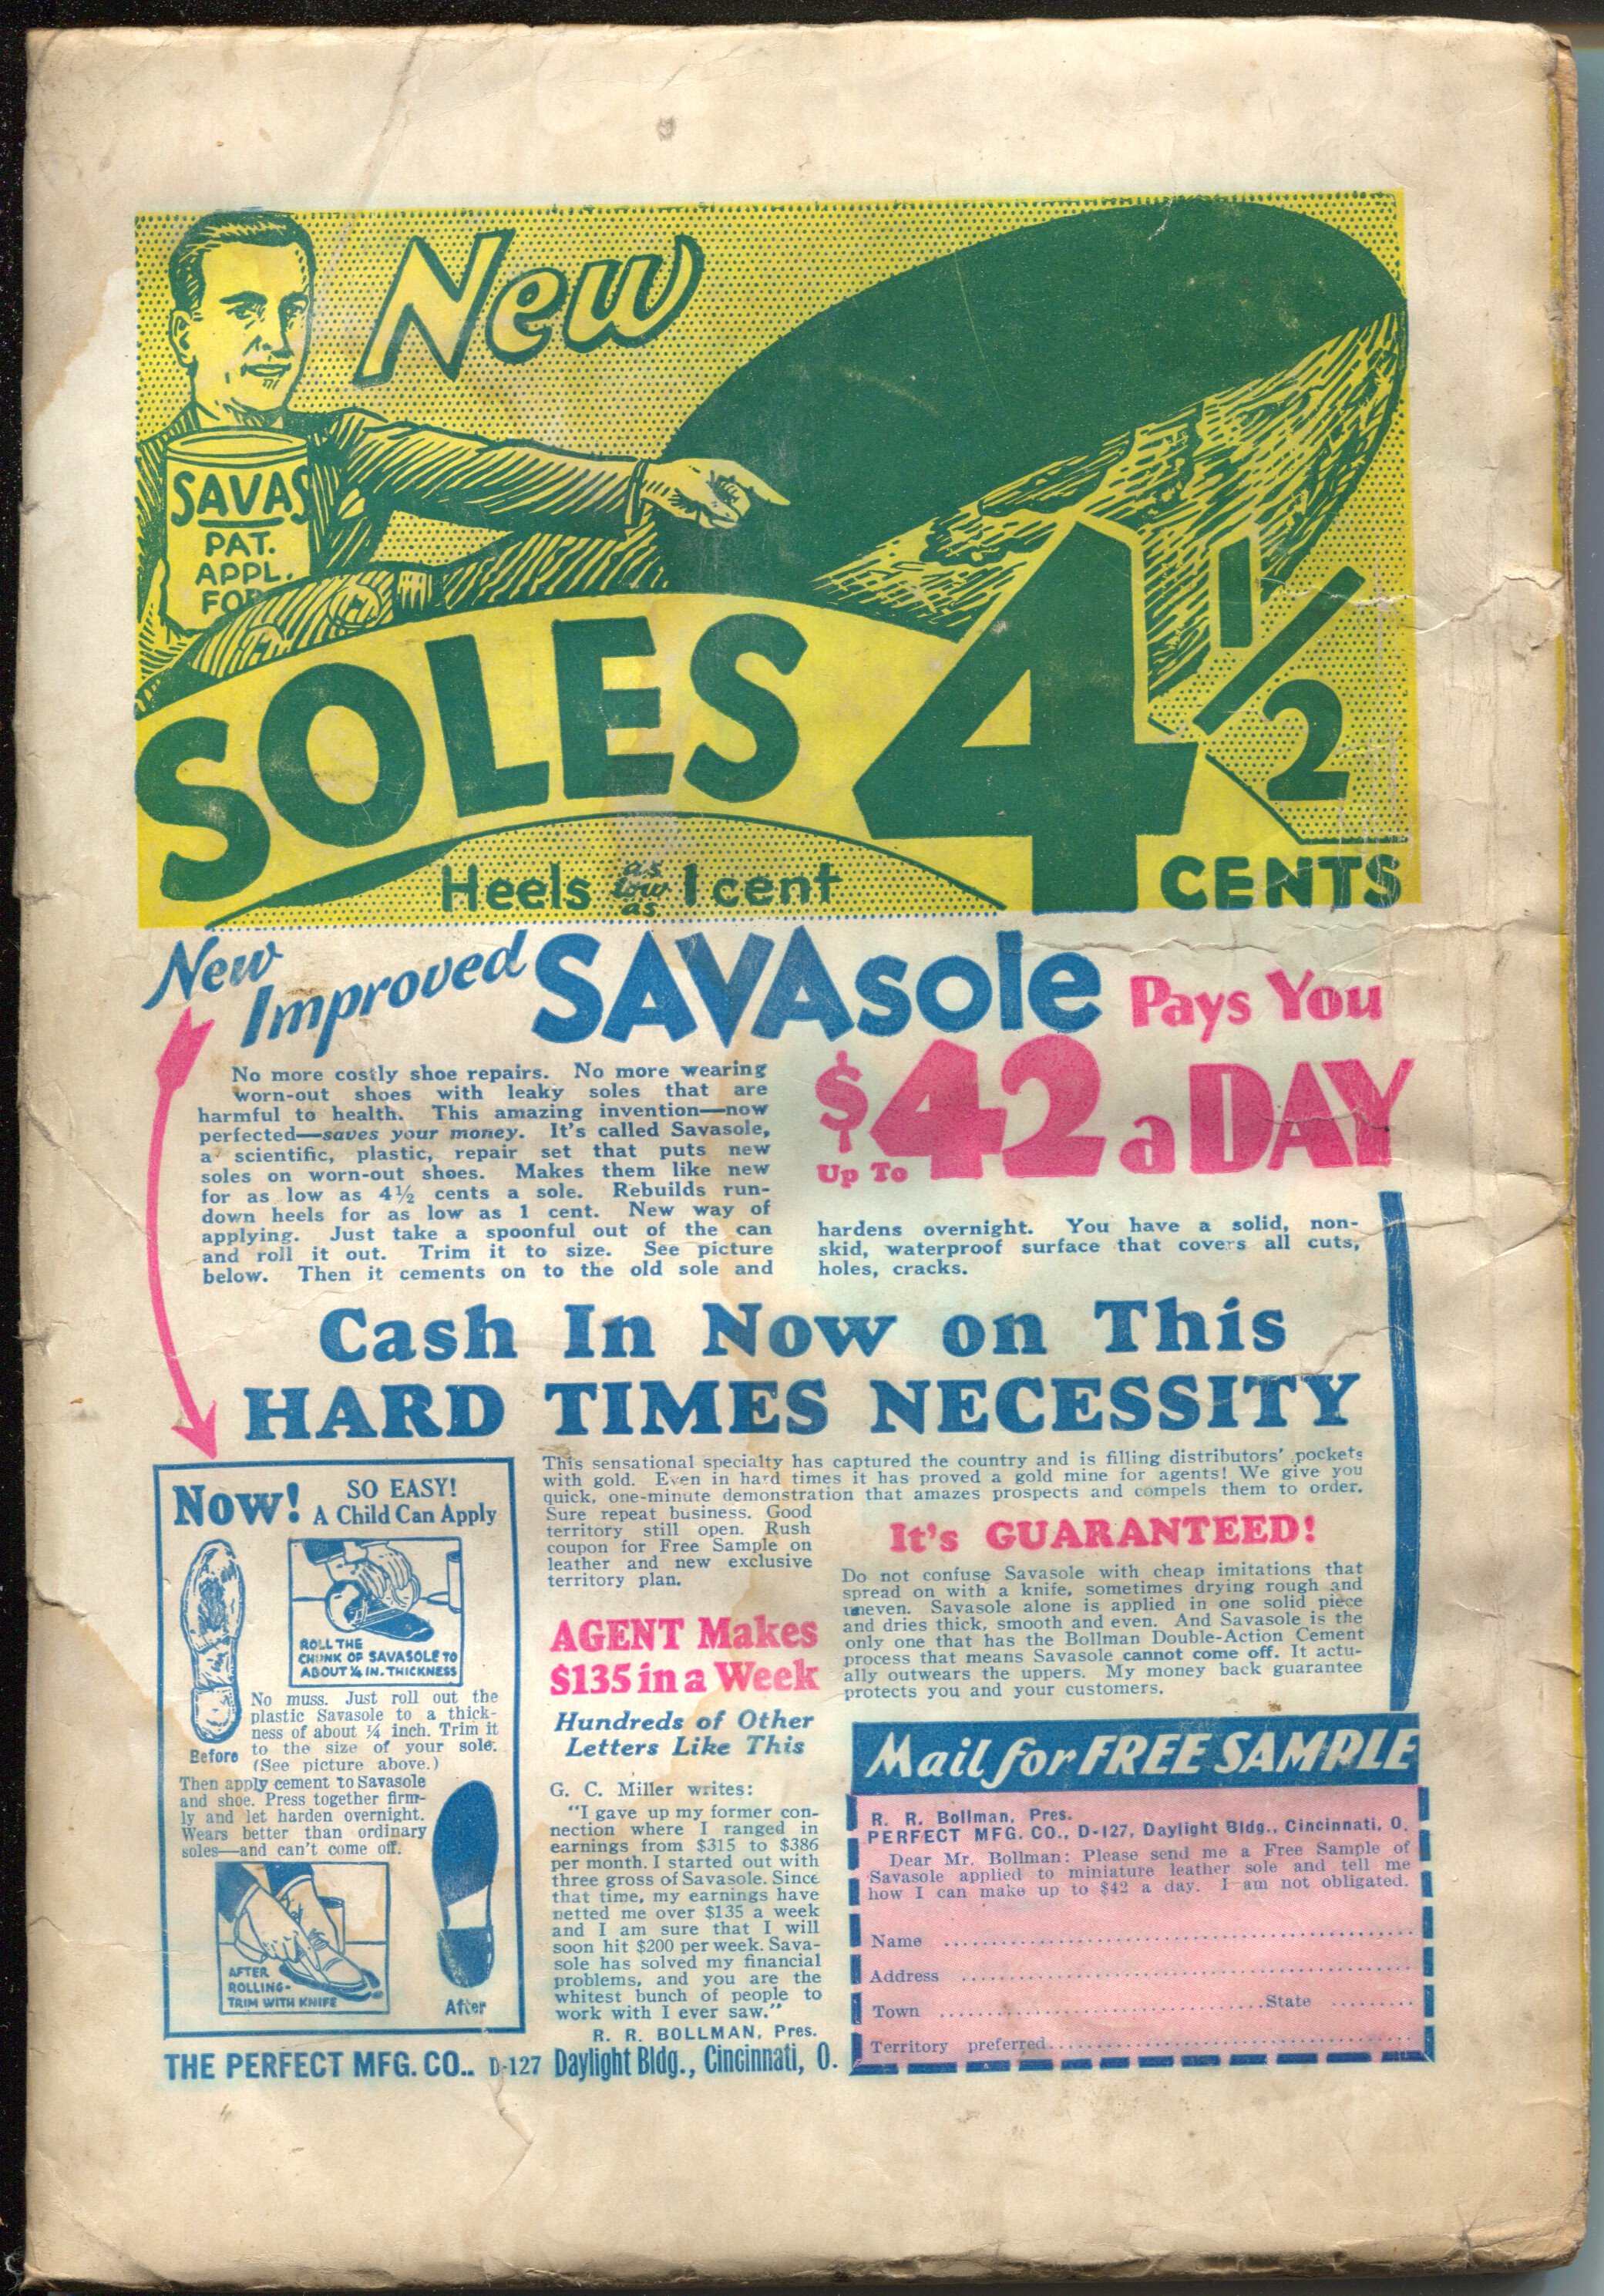 New
SAVAS
PAT.
APPL.
FOR
SOLES 4 1/2
CENTS
Heels as low as 1 cent
New
Improved SAVAsole Pays You
$42 a DAY
Up To
No more costly shoe repairs. No more wearing
worn-out shoes with leaky soles that are
harmful to health. This amazing invention—now
perfected—saves your money. It's called Savasole,
a scientific, plastic, repair set that puts new
soles on worn-out shoes. Makes them like new
for as low as 4½ cents a sole. Rebuilds run-
down heels for as low as 1 cent. New way of
applying. Just take a spoonful out of the can
and roll it out. Trim it to size. See picture
below. Then it cements on to the old sole and
hardens overnight. You have a solid, non-
skid, waterproof surface that covers all cuts,
holes, cracks.
Cash In Now on This
HARD TIMES NECESSITY
Now! SO EASY!
A Child Can Apply
ROLL THE
CHUNK OF SAVASOLE TO
ABOUT ¼ IN. THICKNESS
Before
No muss. Just roll out the
plastic Savasole to a thick-
ness of about ¼ inch. Trim it
to the size of your sole.
(See picture above.)
Then apply cement to Savasole
and shoe. Press together firm-
ly and let harden overnight.
Wears better than ordinary
soles—and can't come off.
AFTER
ROLLING-
TRIM WITH KNIFE
After
This sensational specialty has captured the country and is filling distributors' pockets
with gold. Even in hard times it has proved a gold mine for agents! We give you
quick, one-minute demonstration that amazes prospects and compels them to order.
Sure repeat business. Good
territory still open. Rush
coupon for Free Sample on
leather and new exclusive
territory plan.
AGENT Makes
$135 in a Week
Hundreds of Other
Letters Like This
G. C. Miller writes:
"I gave up my former con-
nection where I ranged in
earnings from $315 to $386
per month. I started out with
three gross of Savasole. Since
that time, my earnings have
netted me over $135 a week
and I am sure that I will
soon hit $200 per week. Sava-
sole has solved my financial
problems, and you are the
whitest bunch of people to
work with I ever saw."
R. R. BOLLMAN, Pres.
THE PERFECT MFG. CO.. D-127 Daylight Bldg., Cincinnati, O.
It's GUARANTEED!
Do not confuse Savasole with cheap imitations that
spread on with a knife, sometimes drying rough and
uneven. Savasole alone is applied in one solid piece
and dries thick, smooth and even. And Savasole is the
only one that has the Bollman Double-Action Cement
process that means Savasole cannot come off. It actu-
ally outwears the uppers. My money back guarantee
protects you and your customers.
Mail for FREE SAMPLE
R. R. Bollman, Pres.
PERFECT MFG. CO., D-127, Daylight Bldg., Cincinnati, O.
Dear Mr. Bollman: Please send me a Free Sample of
Savasole applied to miniature leather sole and tell me
how I can make up to $42 a day. I am not obligated.
Name
Address
Town State
Territory preferred